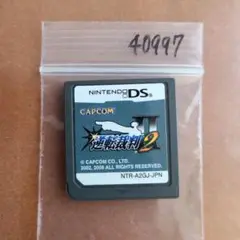 40997
NINTENDO DS
CAPCOM
逆転裁判 2
© CAPCOM CO., LTD.
2002, 2006 ALL RIGHTS RESERVED.
NTR-A2GJ-JPN